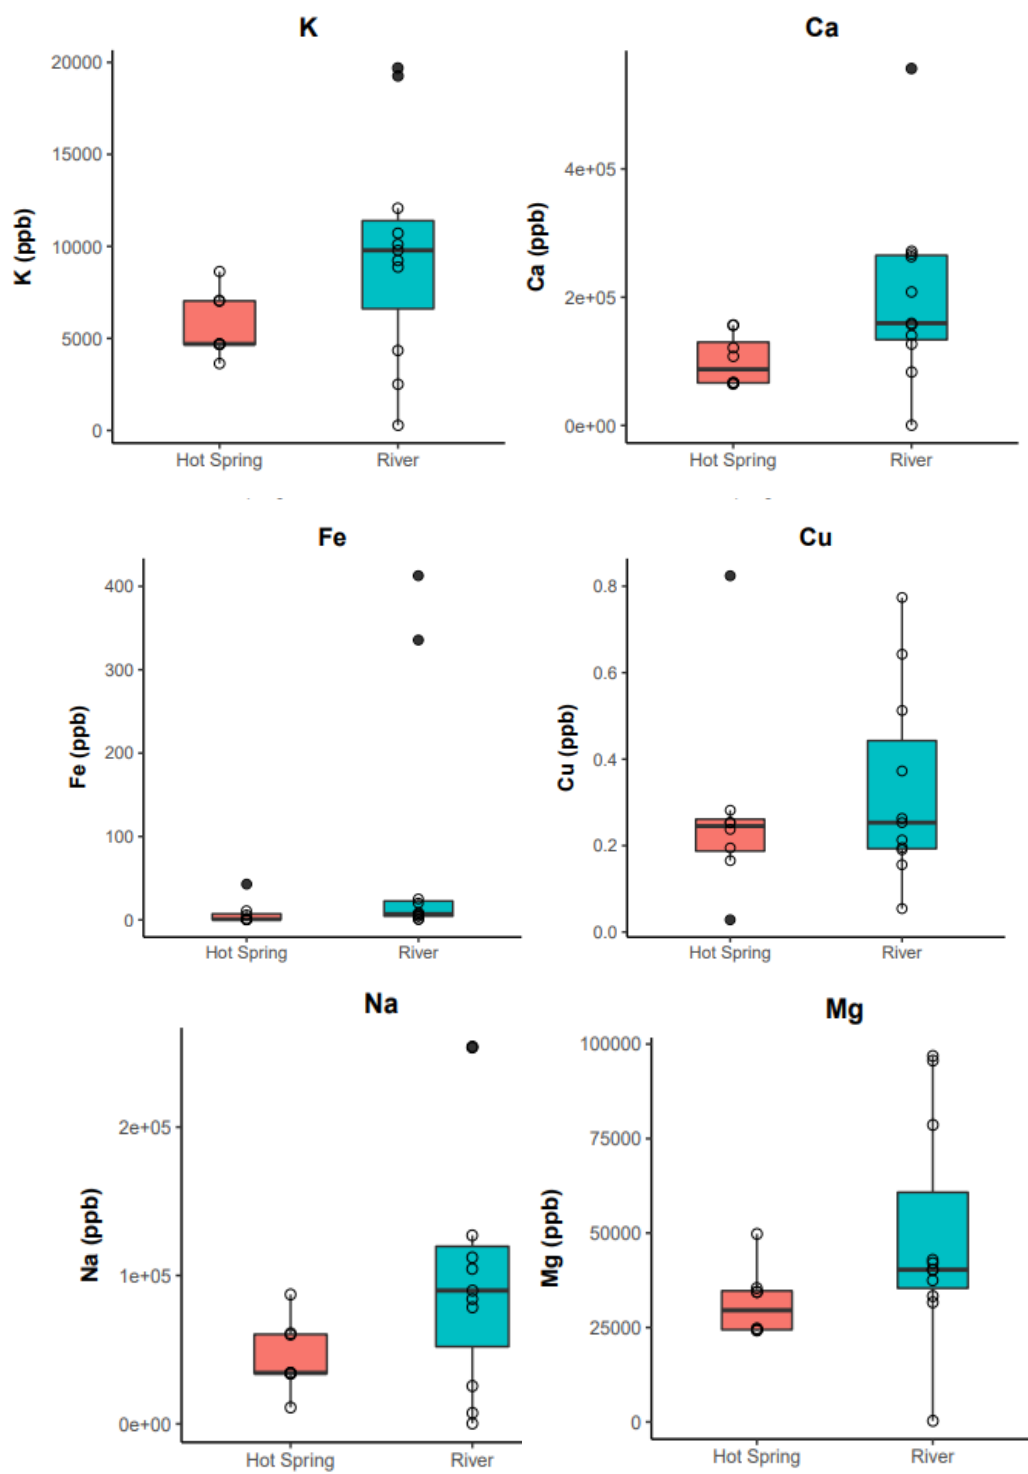 K
20000
15000
10000
5000
0
K (ppb)
Hot Spring
River
Ca
4e+05
2e+05
0e+00
Ca (ppb)
Hot Spring
River
Fe
400
300
200
100
0
Fe (ppb)
Hot Spring
River
Cu
0.8
0.6
0.4
0.2
0.0
Cu (ppb)
Hot Spring
River
Na
2e+05
1e+05
0e+00
Na (ppb)
Hot Spring
River
Mg
100000
75000
50000
25000
0
Mg (ppb)
Hot Spring
River